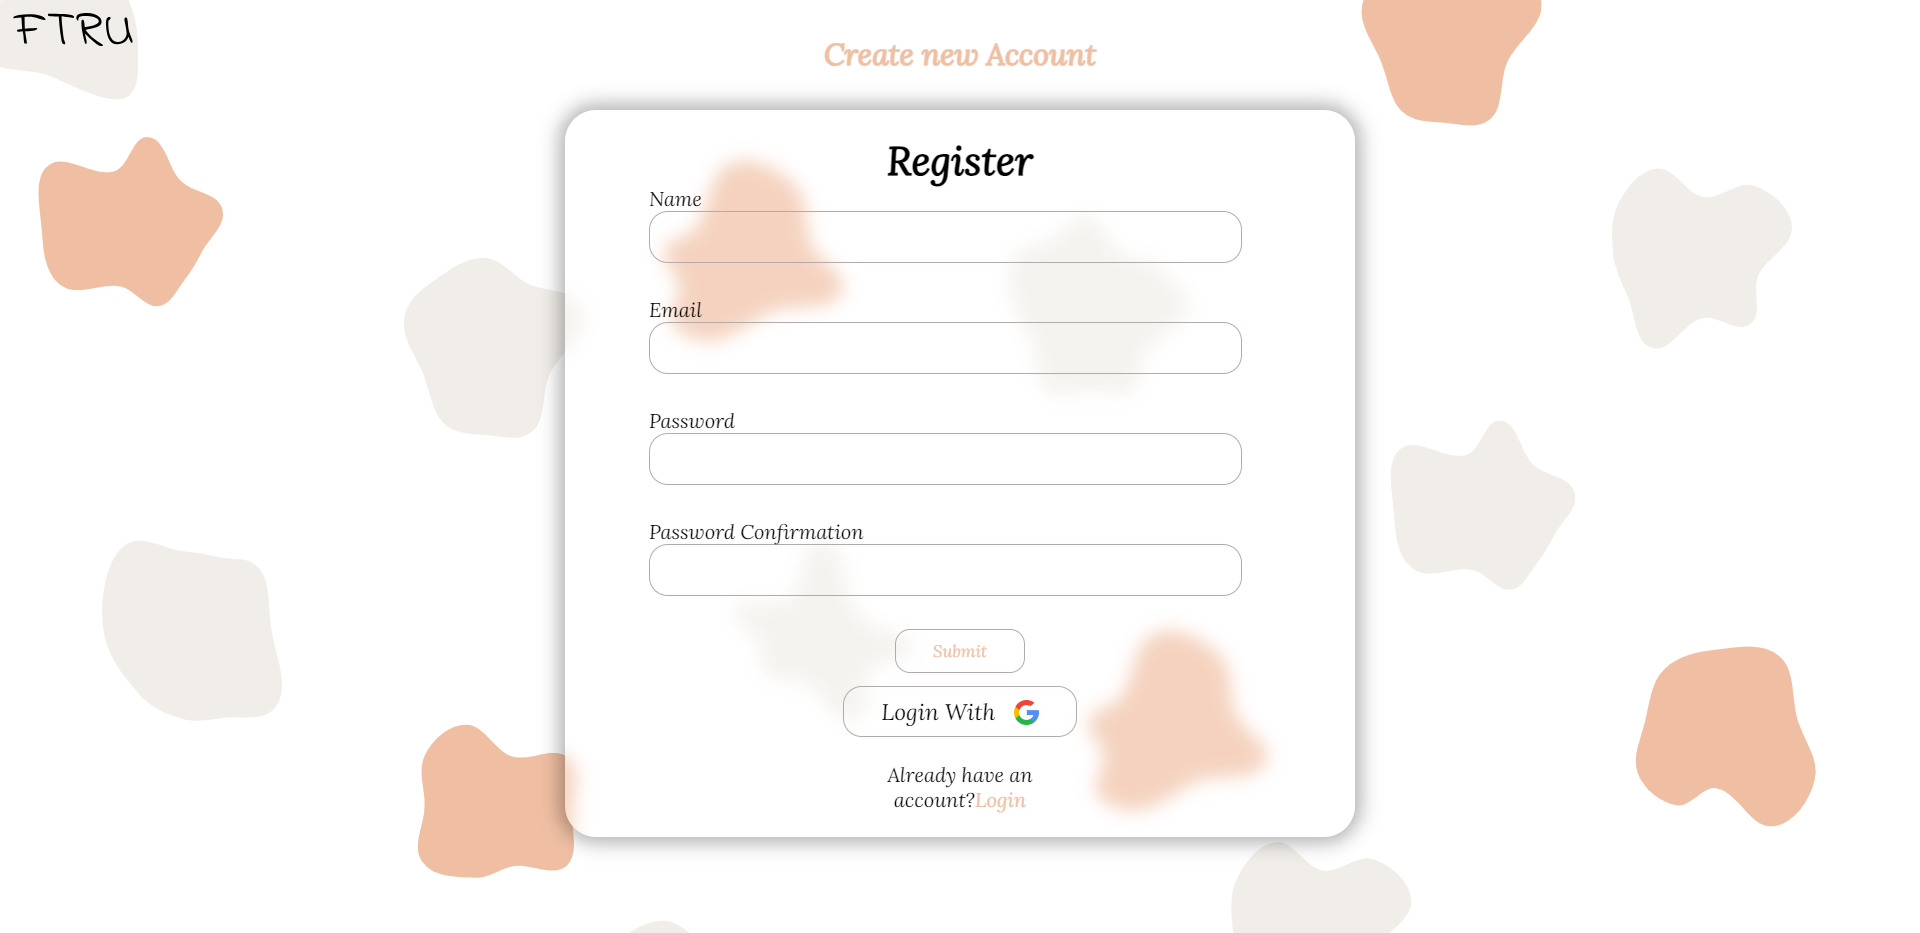 FTRU
Create new Account
Register
Name
Email
Password
Password Confirmation
Submit
Login With
Already have an
account?Login